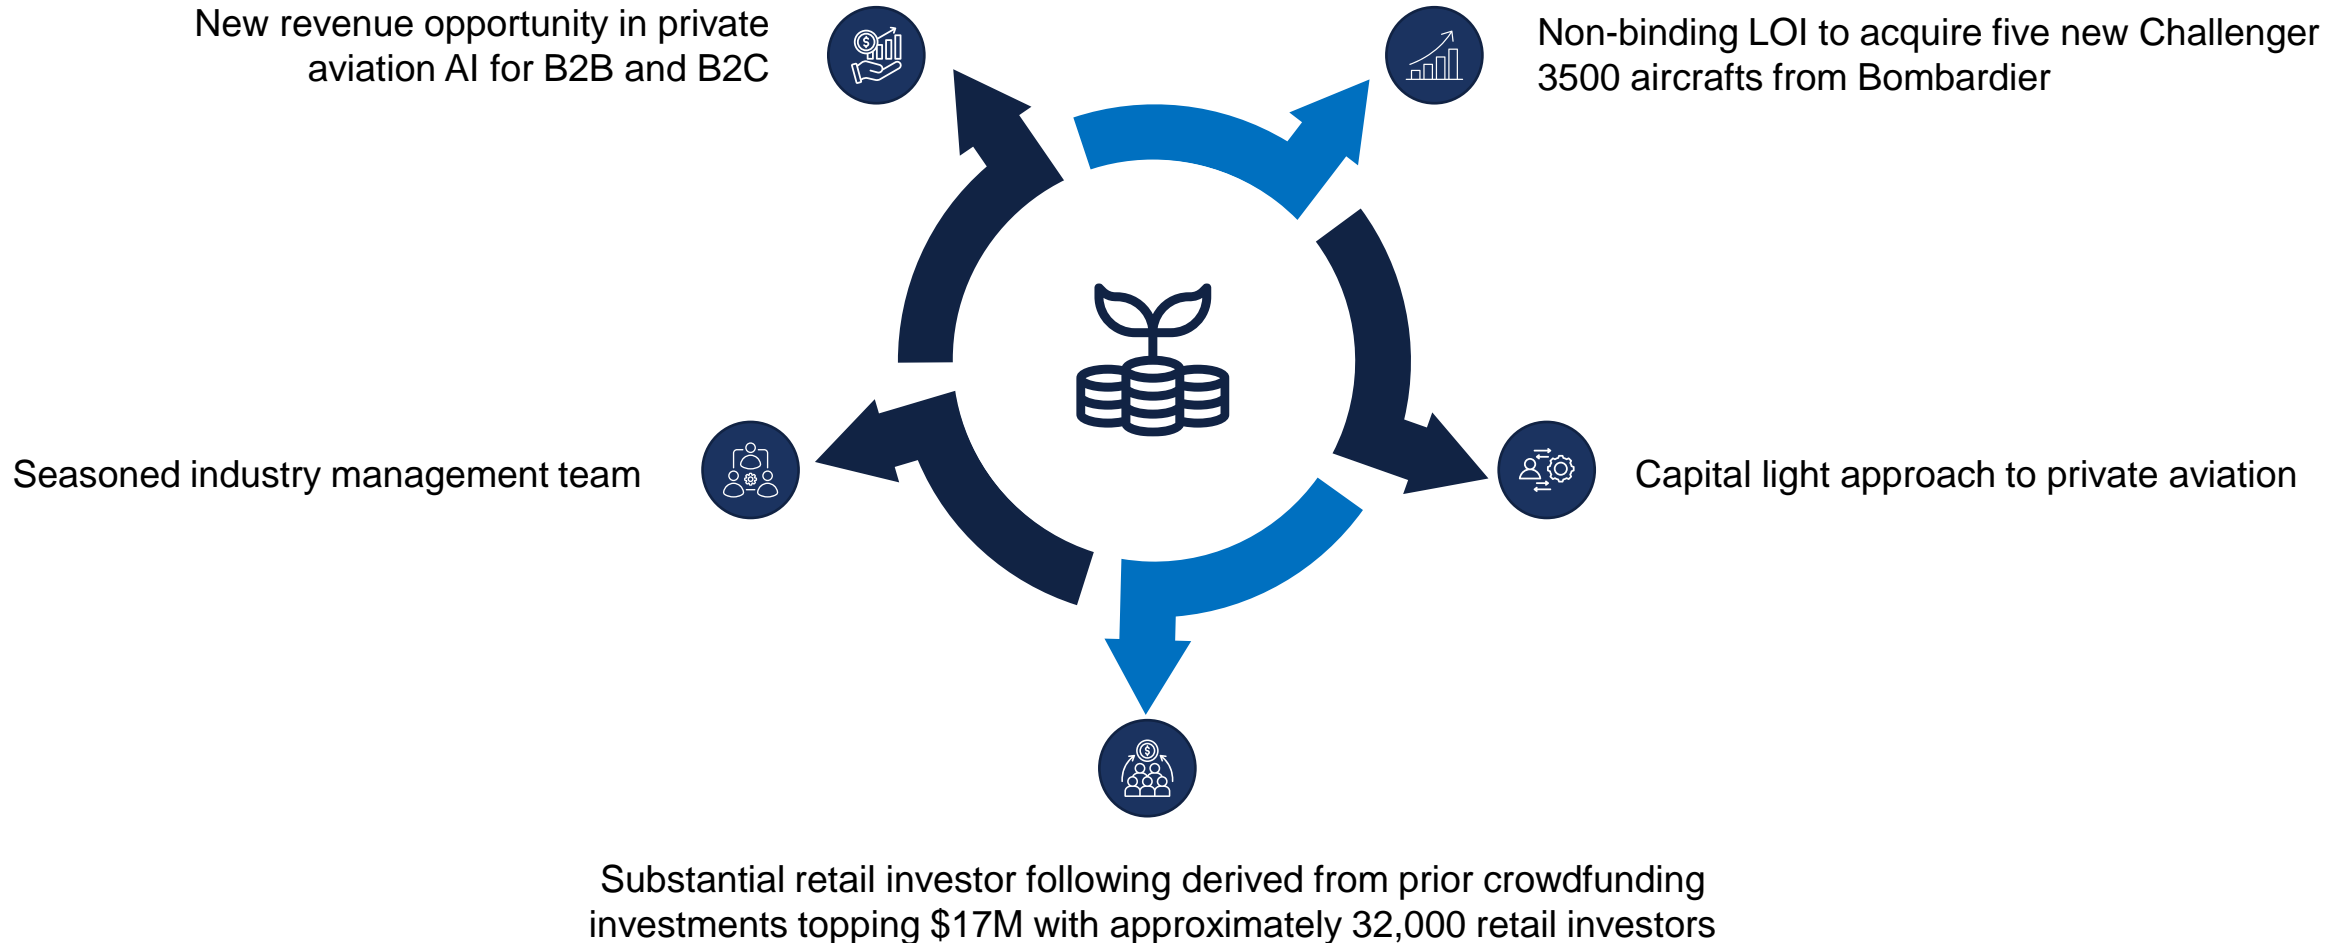 New revenue opportunity in private
aviation AI for B2B and B2C
Non-binding LOI to acquire five new Challenger
3500 aircrafts from Bombardier
Seasoned industry management team
Capital light approach to private aviation
Substantial retail investor following derived from prior crowdfunding
investments topping $17M with approximately 32,000 retail investors